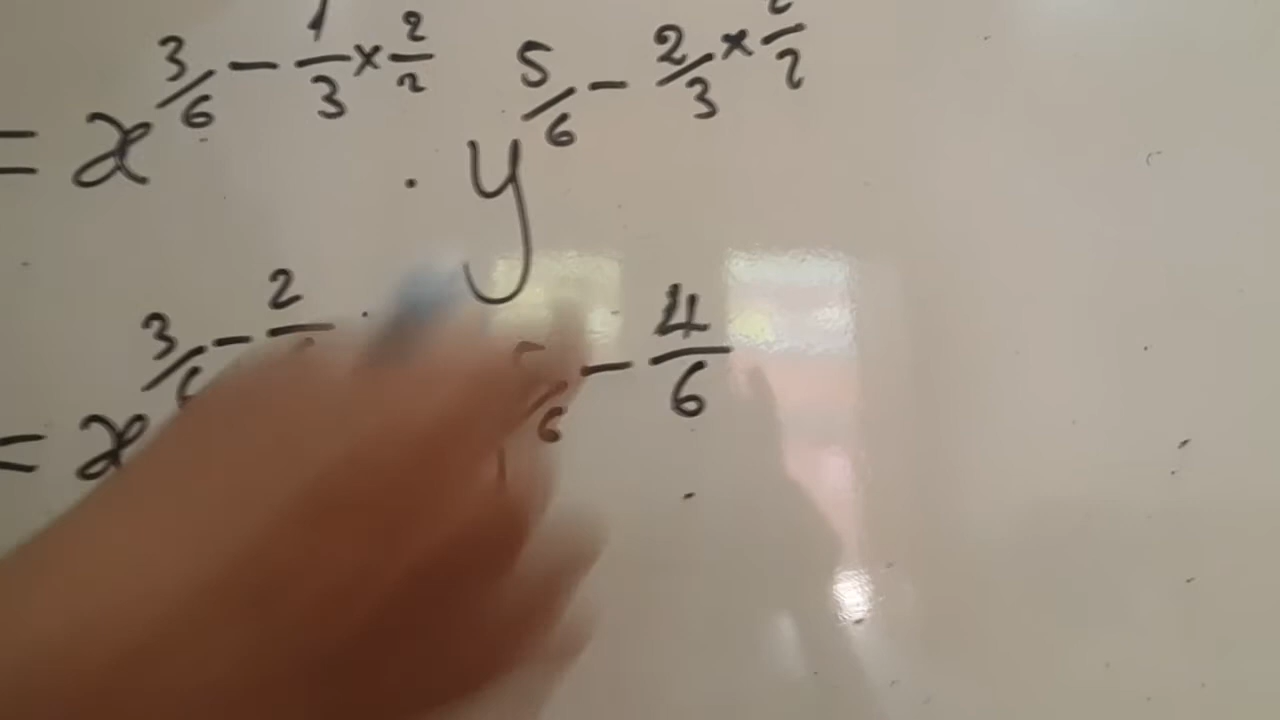 = x^{3/6 - 1/3 × 2/2} · y^{5/6 - 2/3 × 2/2}
= x^{3/6 - 2/} 6 - 4/6